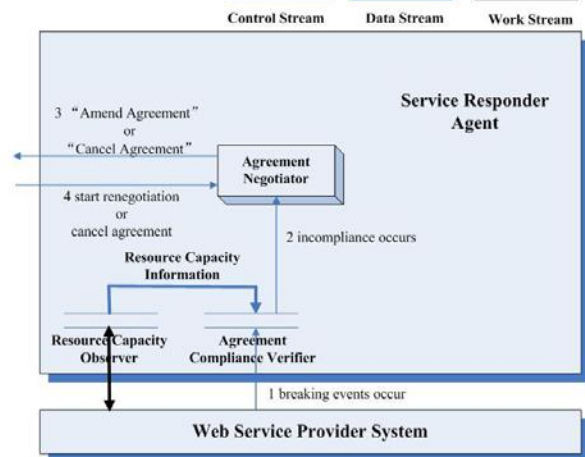 Control Stream Data Stream Work Stream
Service Responder
Agent
3 “Amend Agreement”
or
“Cancel Agreement”
Agreement
Negotiator
4 start renegotiation
or
cancel agreement
2 incompliance occurs
Resource Capacity
Information
Resource Capacity
Observer
Agreement
Compliance Verifier
1 breaking events occur
Web Service Provider System